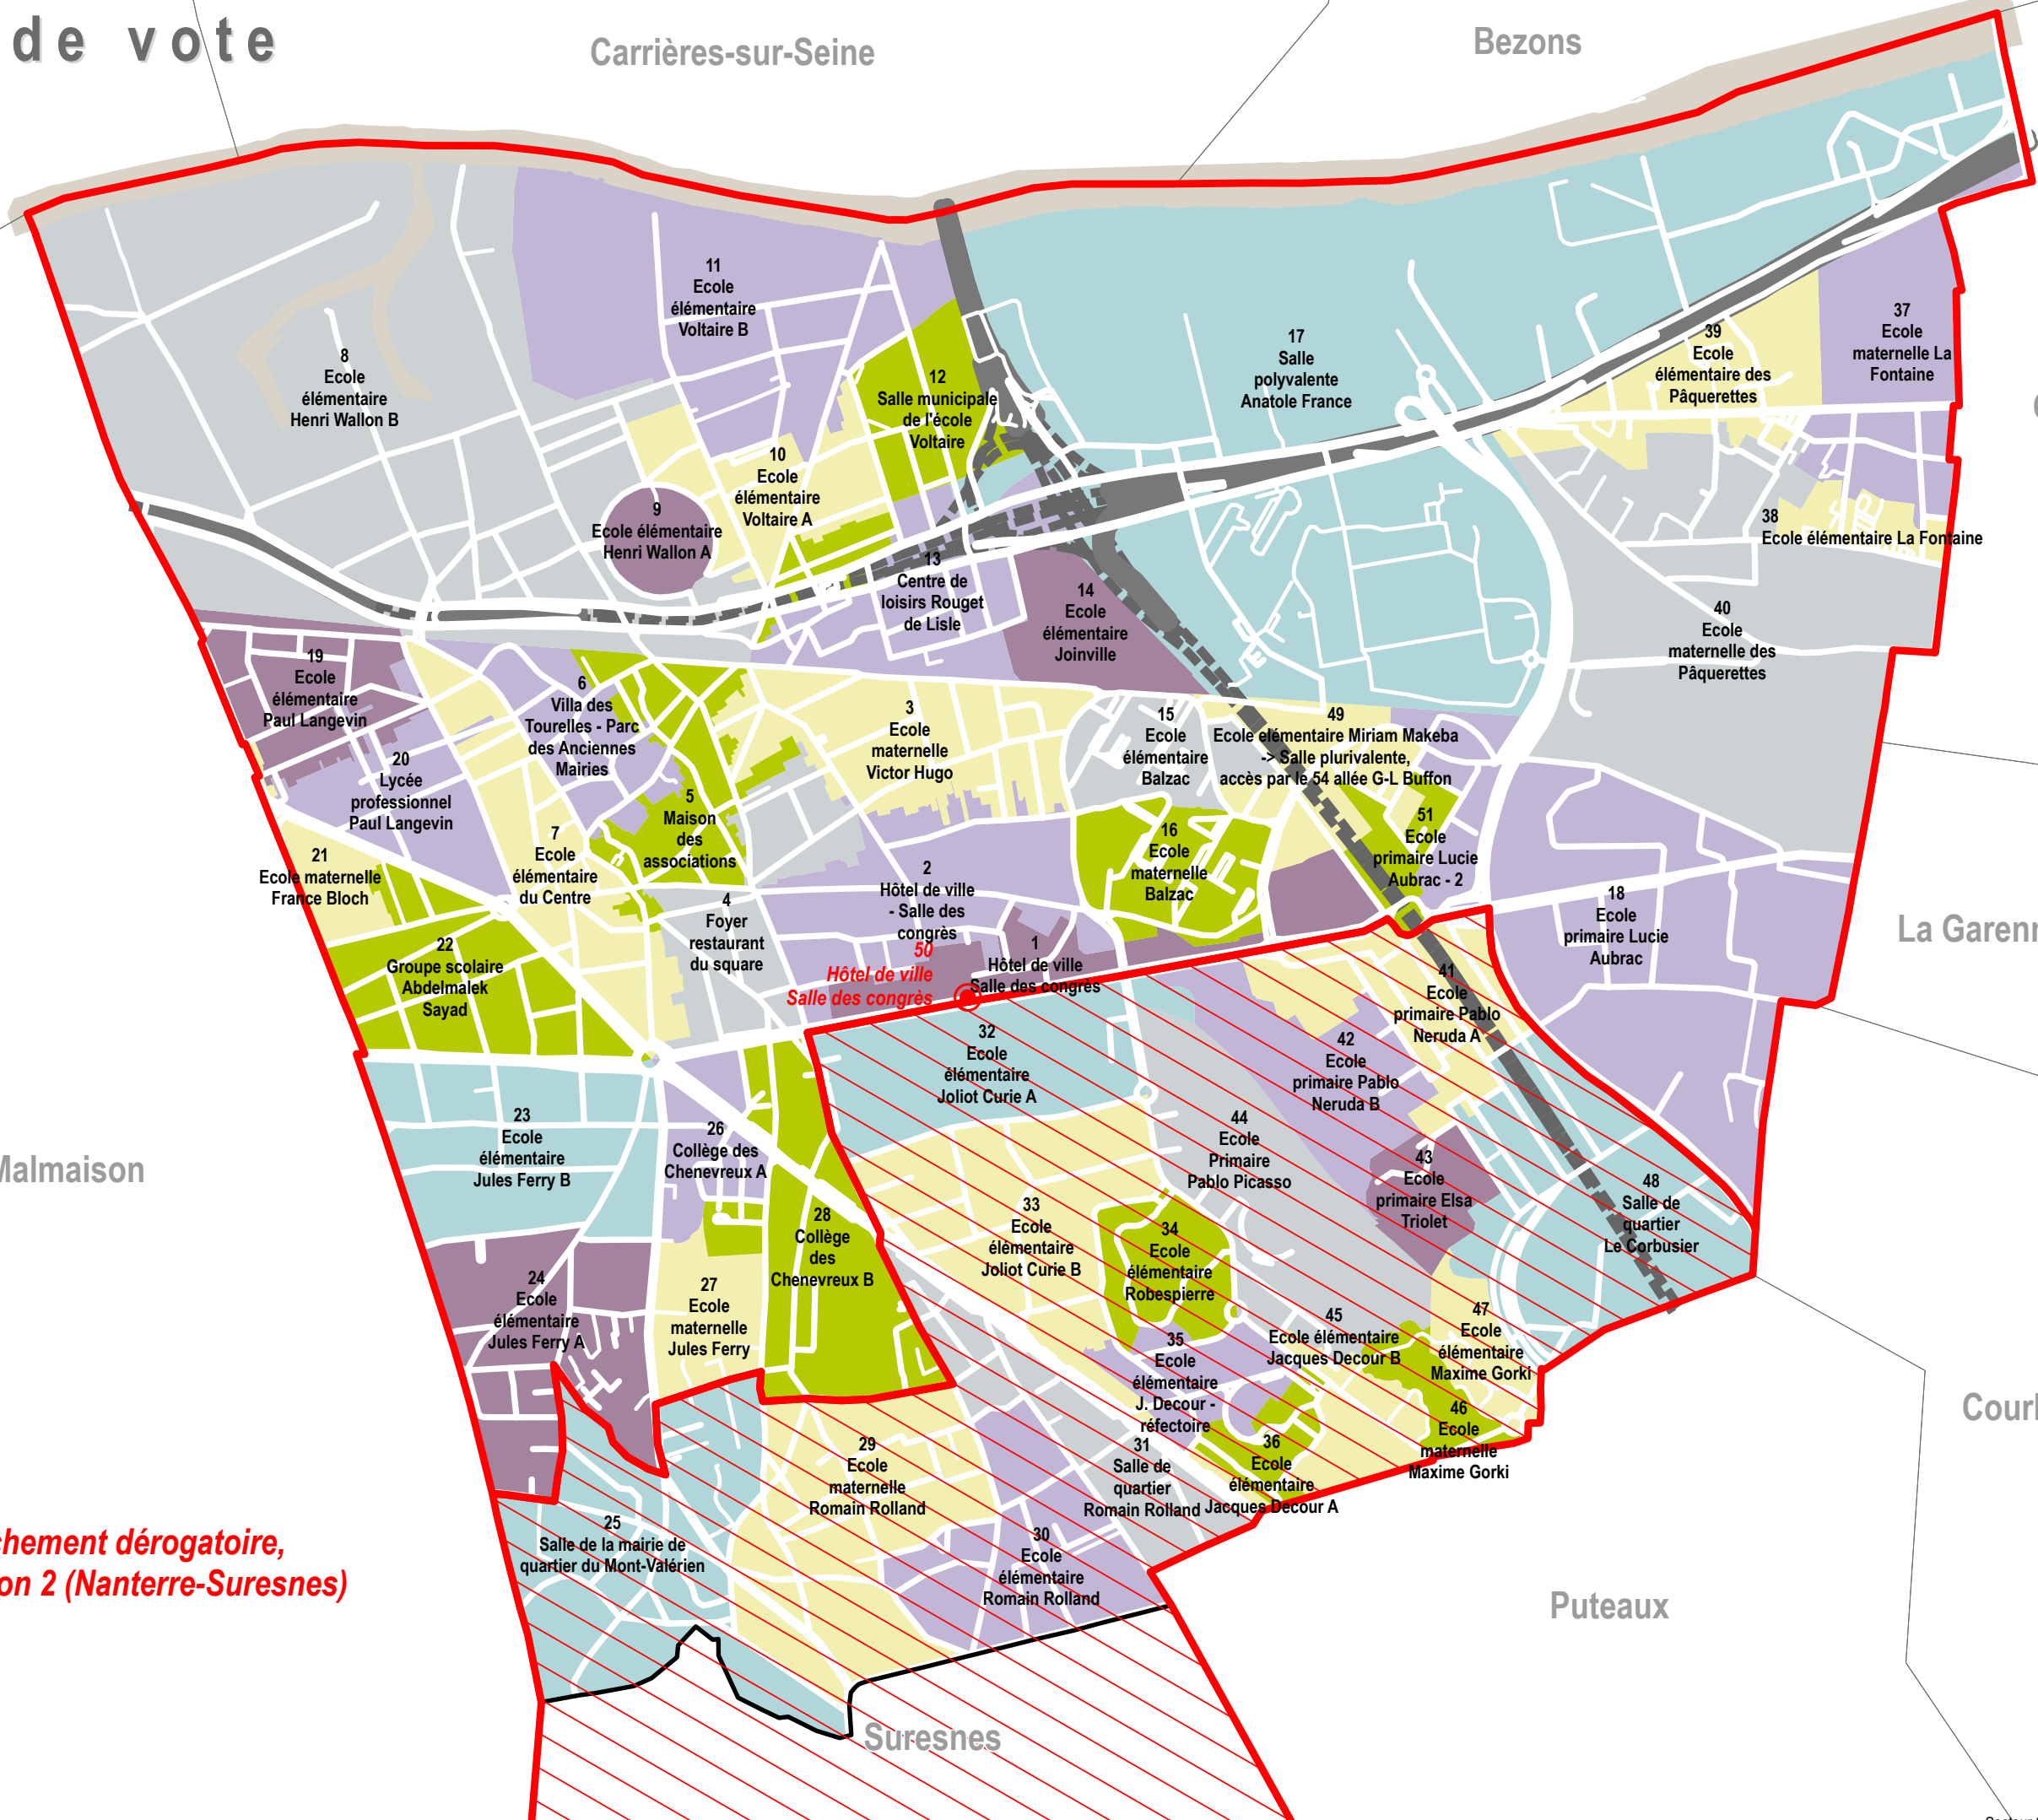 de vote
Carrières-sur-Seine
Bezons
11
Ecole
élémentaire
Voltaire B
8
Ecole
élémentaire
Henri Wallon B
12
Salle municipale
de l'école
Voltaire
17
Salle
polyvalente
Anatole France
39
Ecole
élémentaire des
Pâquerettes
37
Ecole
maternelle La
Fontaine
10
Ecole
élémentaire
Voltaire A
9
Ecole élémentaire
Henri Wallon A
38
Ecole élémentaire La Fontaine
13
Centre de
loisirs Rouget
de Lisle
14
Ecole
élémentaire
Joinville
40
Ecole
maternelle des
Pâquerettes
19
Ecole
élémentaire
Paul Langevin
6
Villa des
Tourelles - Parc
des Anciennes
Mairies
3
Ecole
maternelle
Victor Hugo
15
Ecole
élémentaire
Balzac
49
Ecole elémentaire Miriam Makeba
-> Salle plurivalente,
accès par le 54 allée G-L Buffon
20
Lycée
professionnel
Paul Langevin
5
Maison
des
associations
51
Ecole
primaire Lucie
Aubrac - 2
7
Ecole
élémentaire
du Centre
16
Ecole
maternelle
Balzac
21
Ecole maternelle
France Bloch
2
Hôtel de ville
- Salle des
congrès
4
Foyer
restaurant
du square
18
Ecole
primaire Lucie
Aubrac
La Garenn
22
Groupe scolaire
Abdelmalek
Sayad
50
Hôtel de ville
Salle des congrès
1
Hôtel de ville
Salle des congrès
41
Ecole
primaire Pablo
Neruda A
32
Ecole
élémentaire
Joliot Curie A
42
Ecole
primaire Pablo
Neruda B
23
Ecole
élémentaire
Jules Ferry B
26
Collège des
Chenevreux A
44
Ecole
Primaire
Pablo Picasso
43
Ecole
primaire Elsa
Triolet
Malmaison
48
Salle de
quartier
Le Corbusier
33
Ecole
élémentaire
Joliot Curie B
28
Collège
des
Chenevreux B
34
Ecole
élémentaire
Robespierre
24
Ecole
élémentaire
Jules Ferry A
27
Ecole
maternelle
Jules Ferry
45
Ecole élémentaire
Jacques Decour B
47
Ecole
élémentaire
Maxime Gorki
35
Ecole
élémentaire
J. Decour -
réfectoire
46
Ecole
maternelle
Maxime Gorki
Courb
29
Ecole
maternelle
Romain Rolland
31
Salle de
quartier
Romain Rolland
36
Ecole
élémentaire
Jacques Decour A
25
Salle de la mairie de
quartier du Mont-Valérien
30
Ecole
élémentaire
Romain Rolland
chement dérogatoire,
on 2 (Nanterre-Suresnes)
Puteaux
Suresnes